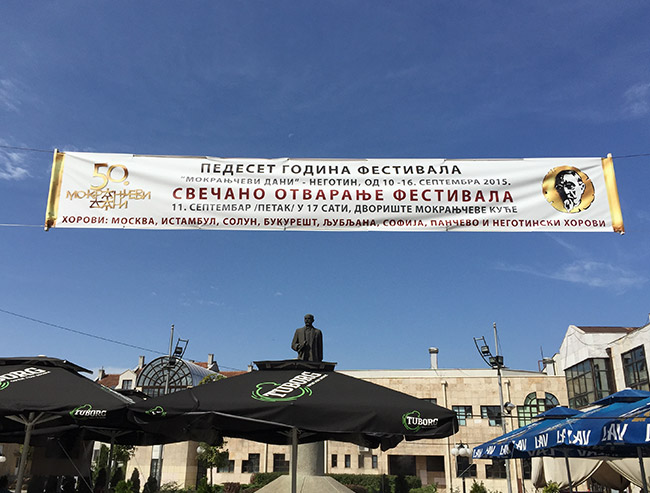 50.
МОКРАЊЧЕВИ
ДАНИ
ПЕДЕСЕТ ГОДИНА ФЕСТИВАЛА
"МОКРАЊЧЕВИ ДАНИ" - НЕГОТИН, ОД 10-16. СЕПТЕМБРА 2015.
СВЕЧАНО ОТВАРАЊЕ ФЕСТИВАЛА
11. СЕПТЕМБАР /ПЕТАК/ У 17 САТИ, ДВОРИШТЕ МОКРАЊЧЕВЕ КУЋЕ
ХОРОВИ: МОСКВА, ИСТАМБУЛ, СОЛУН, БУКУРЕШТ, ЉУБЉАНА, СОФИЈА, ПАНЧЕВО И НЕГОТИНСКИ ХОРОВИ
TUBORG
TUBORG
TUBORG
LAV
LAV
LAV